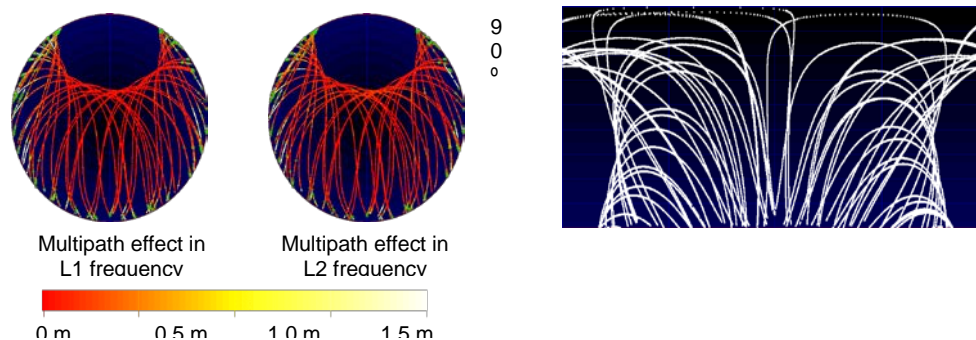 9
0
º
Multipath effect in
L1 frequency
Multipath effect in
L2 frequency
0 m
0.5 m
1.0 m
1.5 m